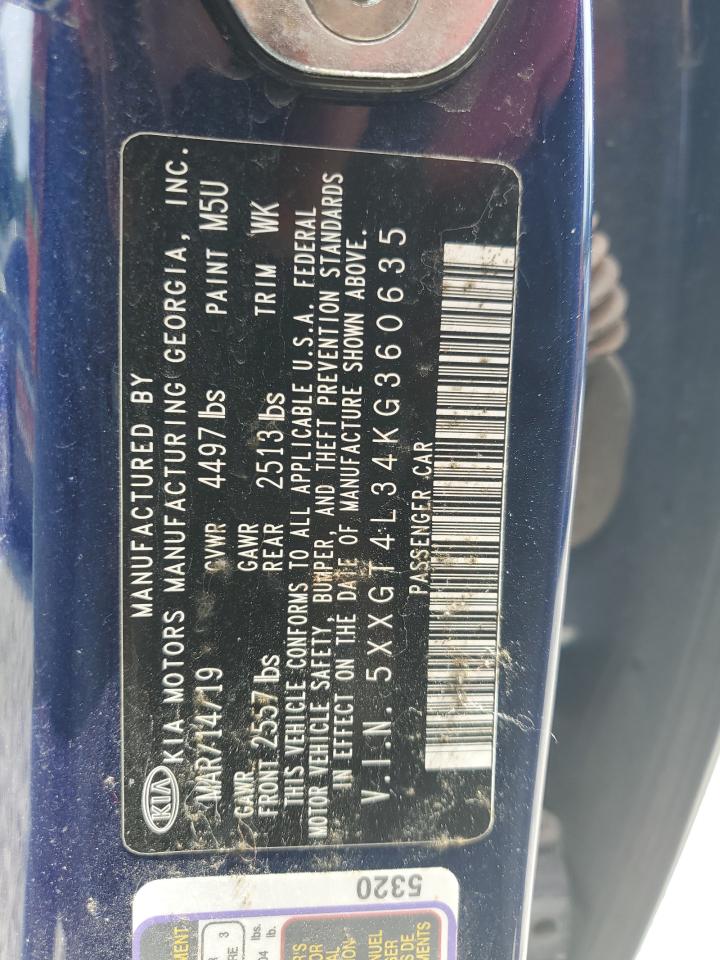 MANUFACTURED BY
KIA KIA MOTORS MANUFACTURING GEORGIA, INC.
MAR/14/19 GVWR 4497 lbs PAINT M5U
GAWR FRONT 2557 lbs GAWR REAR 2513 lbs TRIM WK
THIS VEHICLE CONFORMS TO ALL APPLICABLE U.S.A. FEDERAL
MOTOR VEHICLE SAFETY, BUMPER, AND THEFT PREVENTION STANDARDS
IN EFFECT ON THE DATE OF MANUFACTURE SHOWN ABOVE.
V.I.N. 5XXGT4L34KG360635
PASSENGER CAR
5320